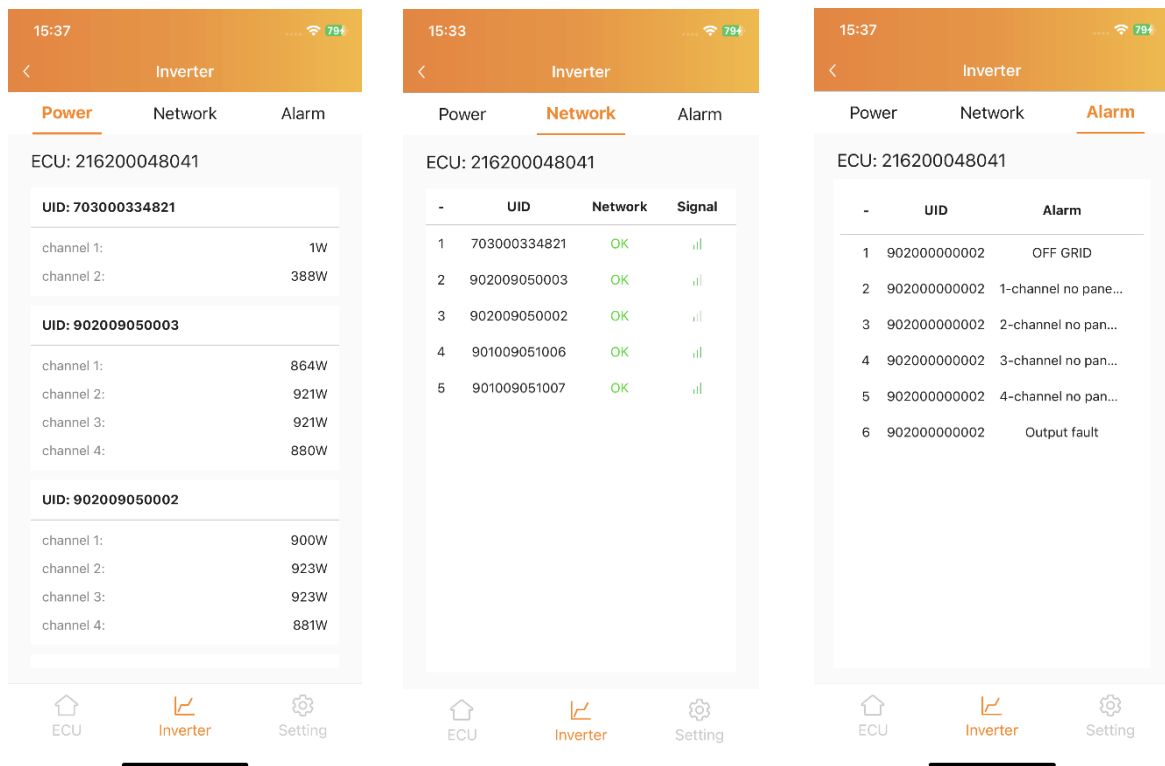 15:37
79
Inverter
Power Network Alarm
ECU: 216200048041
UID: 703000334821
channel 1: 1W
channel 2: 388W
UID: 902009050003
channel 1: 864W
channel 2: 921W
channel 3: 921W
channel 4: 880W
UID: 902009050002
channel 1: 900W
channel 2: 923W
channel 3: 923W
channel 4: 881W
ECU Inverter Setting
15:33
79
Inverter
Power Network Alarm
ECU: 216200048041
- UID Network Signal
1 703000334821 OK
2 902009050003 OK
3 902009050002 OK
4 901009051006 OK
5 901009051007 OK
ECU Inverter Setting
15:37
79
Inverter
Power Network Alarm
ECU: 216200048041
- UID Alarm
1 902000000002 OFF GRID
2 902000000002 1-channel no pane...
3 902000000002 2-channel no pan...
4 902000000002 3-channel no pan...
5 902000000002 4-channel no pan...
6 902000000002 Output fault
ECU Inverter Setting